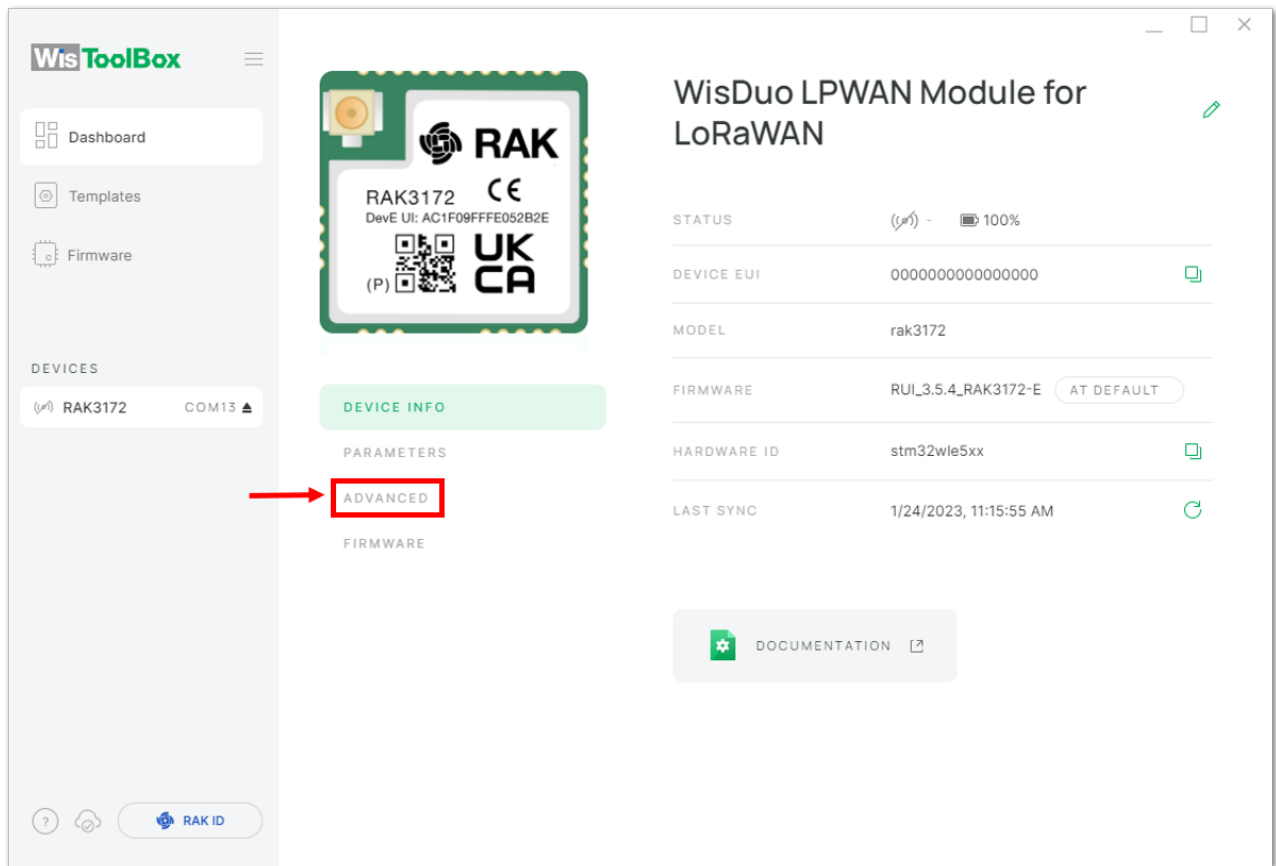 WisToolBox
Dashboard
Templates
Firmware
DEVICES
RAK3172 COM13
RAK ID
RAK
RAK3172 CE
DevE UI: AC1F09FFFE052B2E
(P)
UK
CA
DEVICE INFO
PARAMETERS
ADVANCED
FIRMWARE
WisDuo LPWAN Module for
LoRaWAN
STATUS - 100%
DEVICE EUI 0000000000000000
MODEL rak3172
FIRMWARE RUI_3.5.4_RAK3172-E AT DEFAULT
HARDWARE ID stm32wle5xx
LAST SYNC 1/24/2023, 11:15:55 AM
DOCUMENTATION